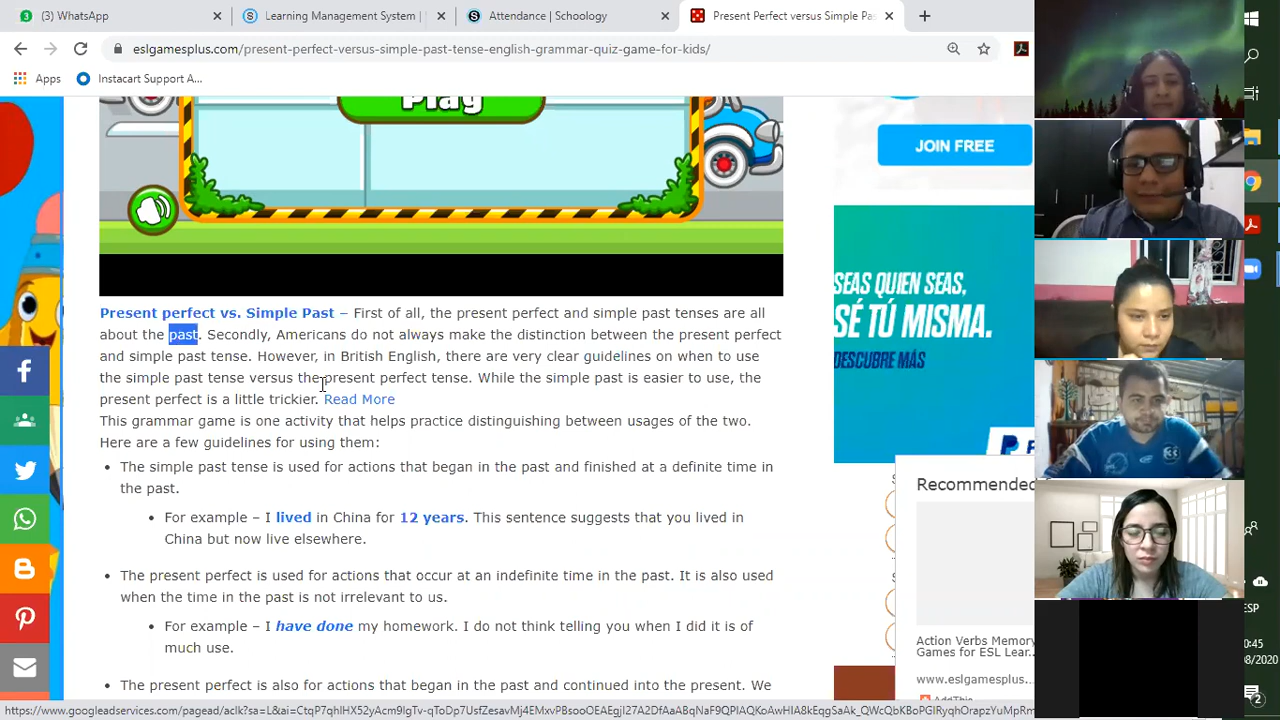 (3) WhatsApp
Learning Management System |
Attendance | Schoology
Present Perfect versus Simple Pas
eslgamesplus.com/present-perfect-versus-simple-past-tense-english-grammar-quiz-game-for-kids/
Apps
Instacart Support A...
Play
JOIN FREE
SEAS QUIEN SEAS,
SÉ TÚ MISMA.
DESCUBRE MÁS
Present perfect vs. Simple Past – First of all, the present perfect and simple past tenses are all
about the past. Secondly, Americans do not always make the distinction between the present perfect
and simple past tense. However, in British English, there are very clear guidelines on when to use
the simple past tense versus the present perfect tense. While the simple past is easier to use, the
present perfect is a little trickier. Read More
This grammar game is one activity that helps practice distinguishing between usages of the two.
Here are a few guidelines for using them:
• The simple past tense is used for actions that began in the past and finished at a definite time in
the past.
• For example – I lived in China for 12 years. This sentence suggests that you lived in
China but now live elsewhere.
• The present perfect is used for actions that occur at an indefinite time in the past. It is also used
when the time in the past is not irrelevant to us.
• For example – I have done my homework. I do not think telling you when I did it is of
much use.
• The present perfect is also for actions that began in the past and continued into the present. We
Recommended
Action Verbs Memory
Games for ESL Lear...
www.eslgamesplus...
AddThis
ESP
0:45
08/2020
2